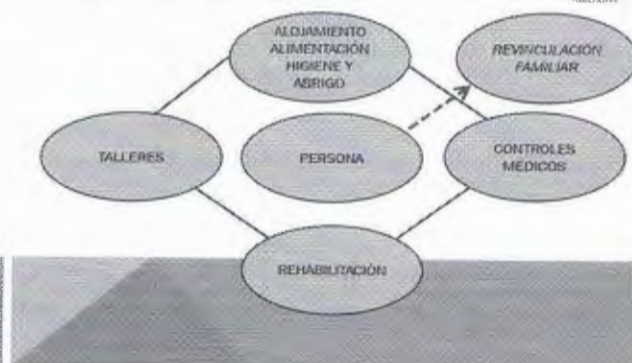 ALOJAMIENTO
ALIMENTACIÓN
HIGIENE Y
ABRIGO
REVINCULACIÓN
FAMILIAR
TALLERES
PERSONA
CONTROLES
MEDICOS
REHABILITACIÓN